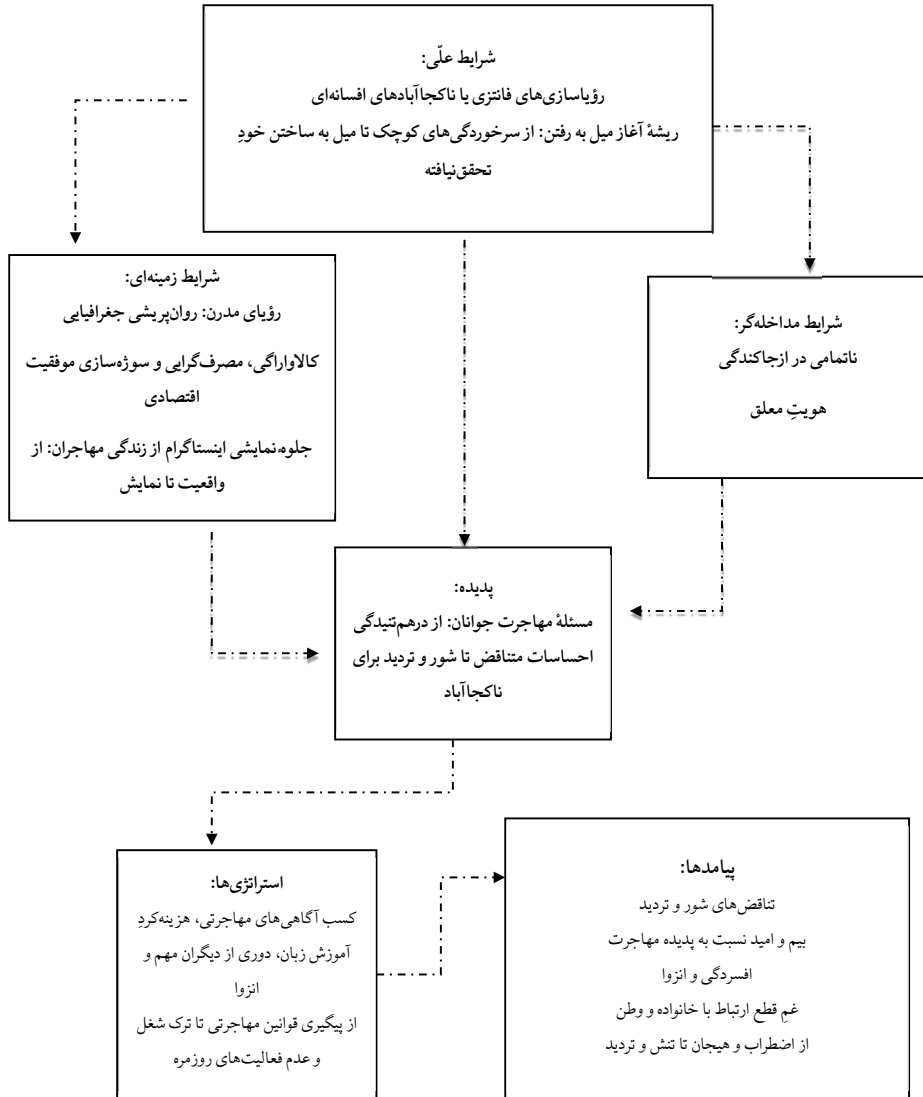 شرایط علّی:
رؤیاسازی‌های فانتزی یا ناکجاآبادهای افسانه‌ای
ریشهٔ آغاز میل به رفتن: از سرخوردگی‌های کوچک تا میل به ساختن خودِ
تحقق‌نیافته
شرایط مداخله‌گر:
ناتمامی در ازجاکندگی
هویتِ معلق
شرایط زمینه‌ای:
رؤیای مدرن: روان‌پریشی جغرافیایی
کالاوارگی، مصرف‌گرایی و سوژه‌سازی موفقیت
اقتصادی
جلوه‌نمایشی اینستاگرام از زندگی مهاجران: از
واقعیت تا نمایش
پدیده:
مسئلهٔ مهاجرت جوانان: از درهم‌تنیدگی
احساسات متناقض تا شور و تردید برای
ناکجاآباد
استراتژی‌ها:
کسب آگاهی‌های مهاجرتی، هزینه‌کردِ
آموزش زبان، دوری از دیگران مهم و
انزوا
از پیگیری قوانین مهاجرتی تا ترک شغل
و عدم فعالیت‌های روزمره
پیامدها:
تناقض‌های شور و تردید
بیم و امید نسبت به پدیده مهاجرت
افسردگی و انزوا
غمِ قطع ارتباط با خانواده و وطن
از اضطراب و هیجان تا تنش و تردید